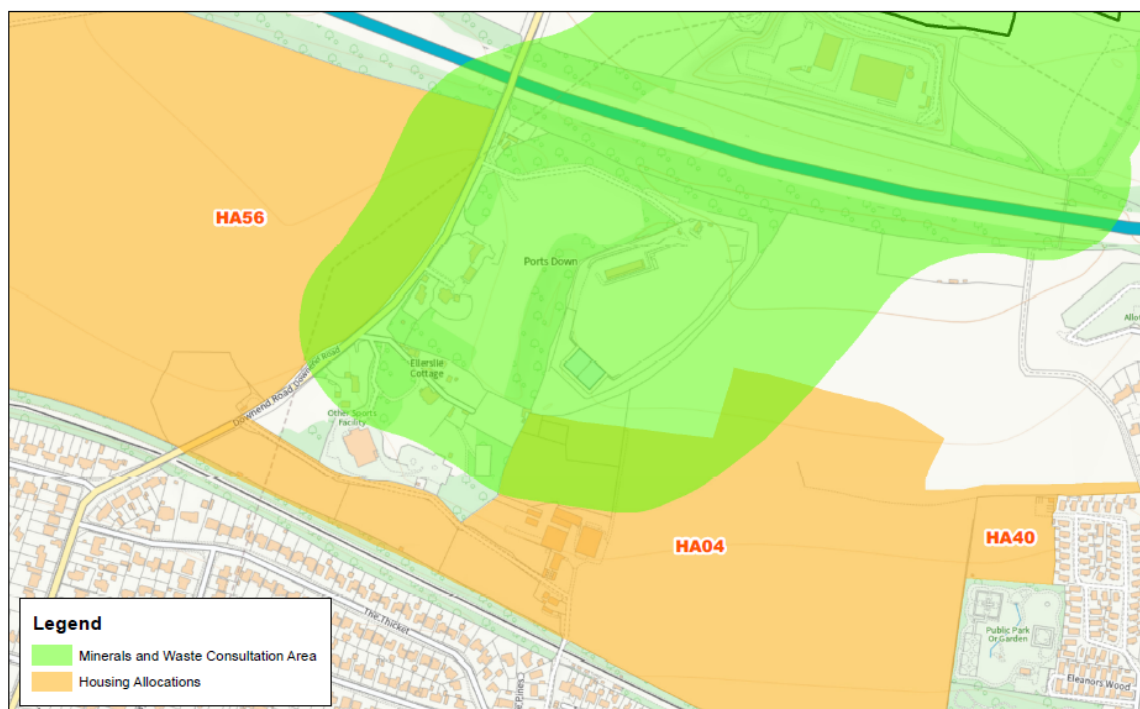 HA56
Ports Down
Ellerslie
Cottage
Downend Road
Downend Road
Other Sports
Facility
HA04
HA40
Public Park
Or Garden
Eleanors Wood
The Thicket
Legend
Minerals and Waste Consultation Area
Housing Allocations